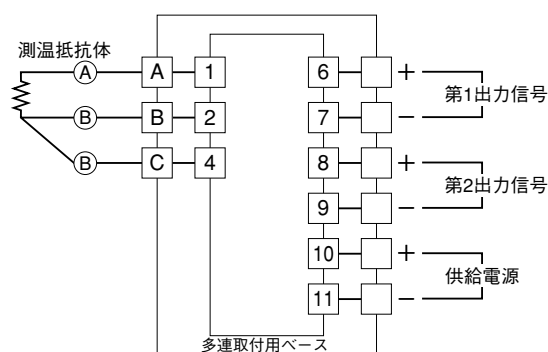 測温抵抗体
A A 1 6 +
第1出力信号
B B 2 7 −
B C 4 8 +
第2出力信号
9 −
10 +
供給電源
11 −
多連取付用ベース